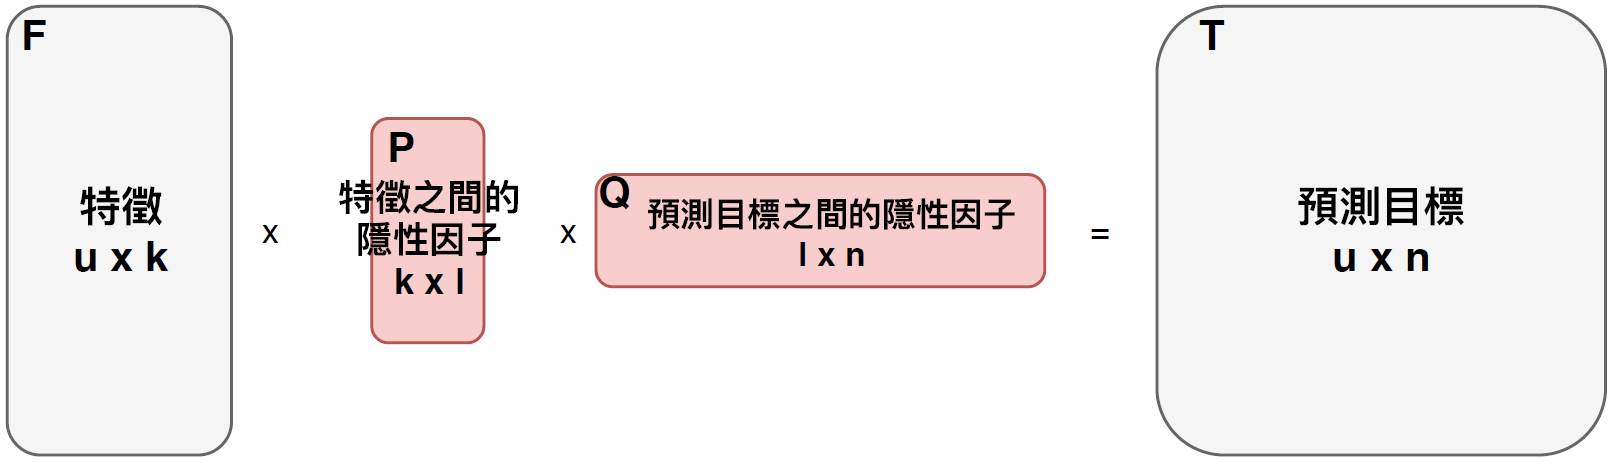 F
特徵
u x k
x
P
特徵之間的
隱性因子
k x l
x
Q
預測目標之間的隱性因子
l x n
=
T
預測目標
u x n